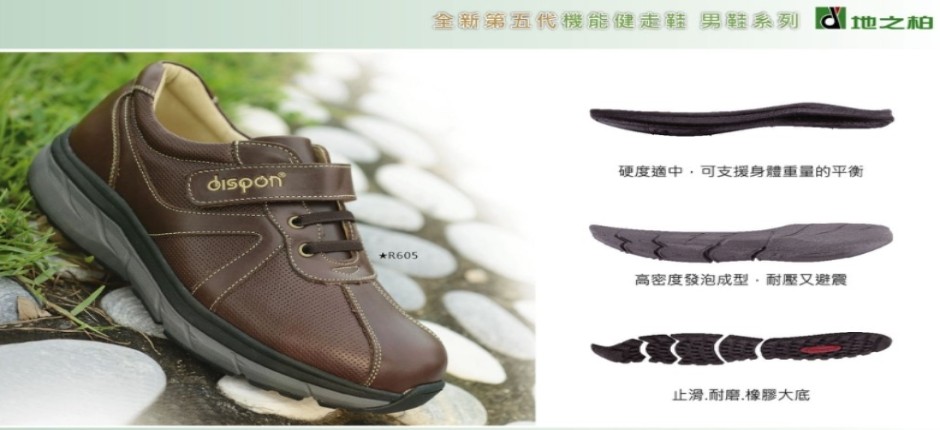 全新第五代機能健走鞋 男鞋系列 地之柏
dispon®
★R605
硬度適中，可支援身體重量的平衡
高密度發泡成型．耐壓又避震
止滑.耐磨.橡膠大底